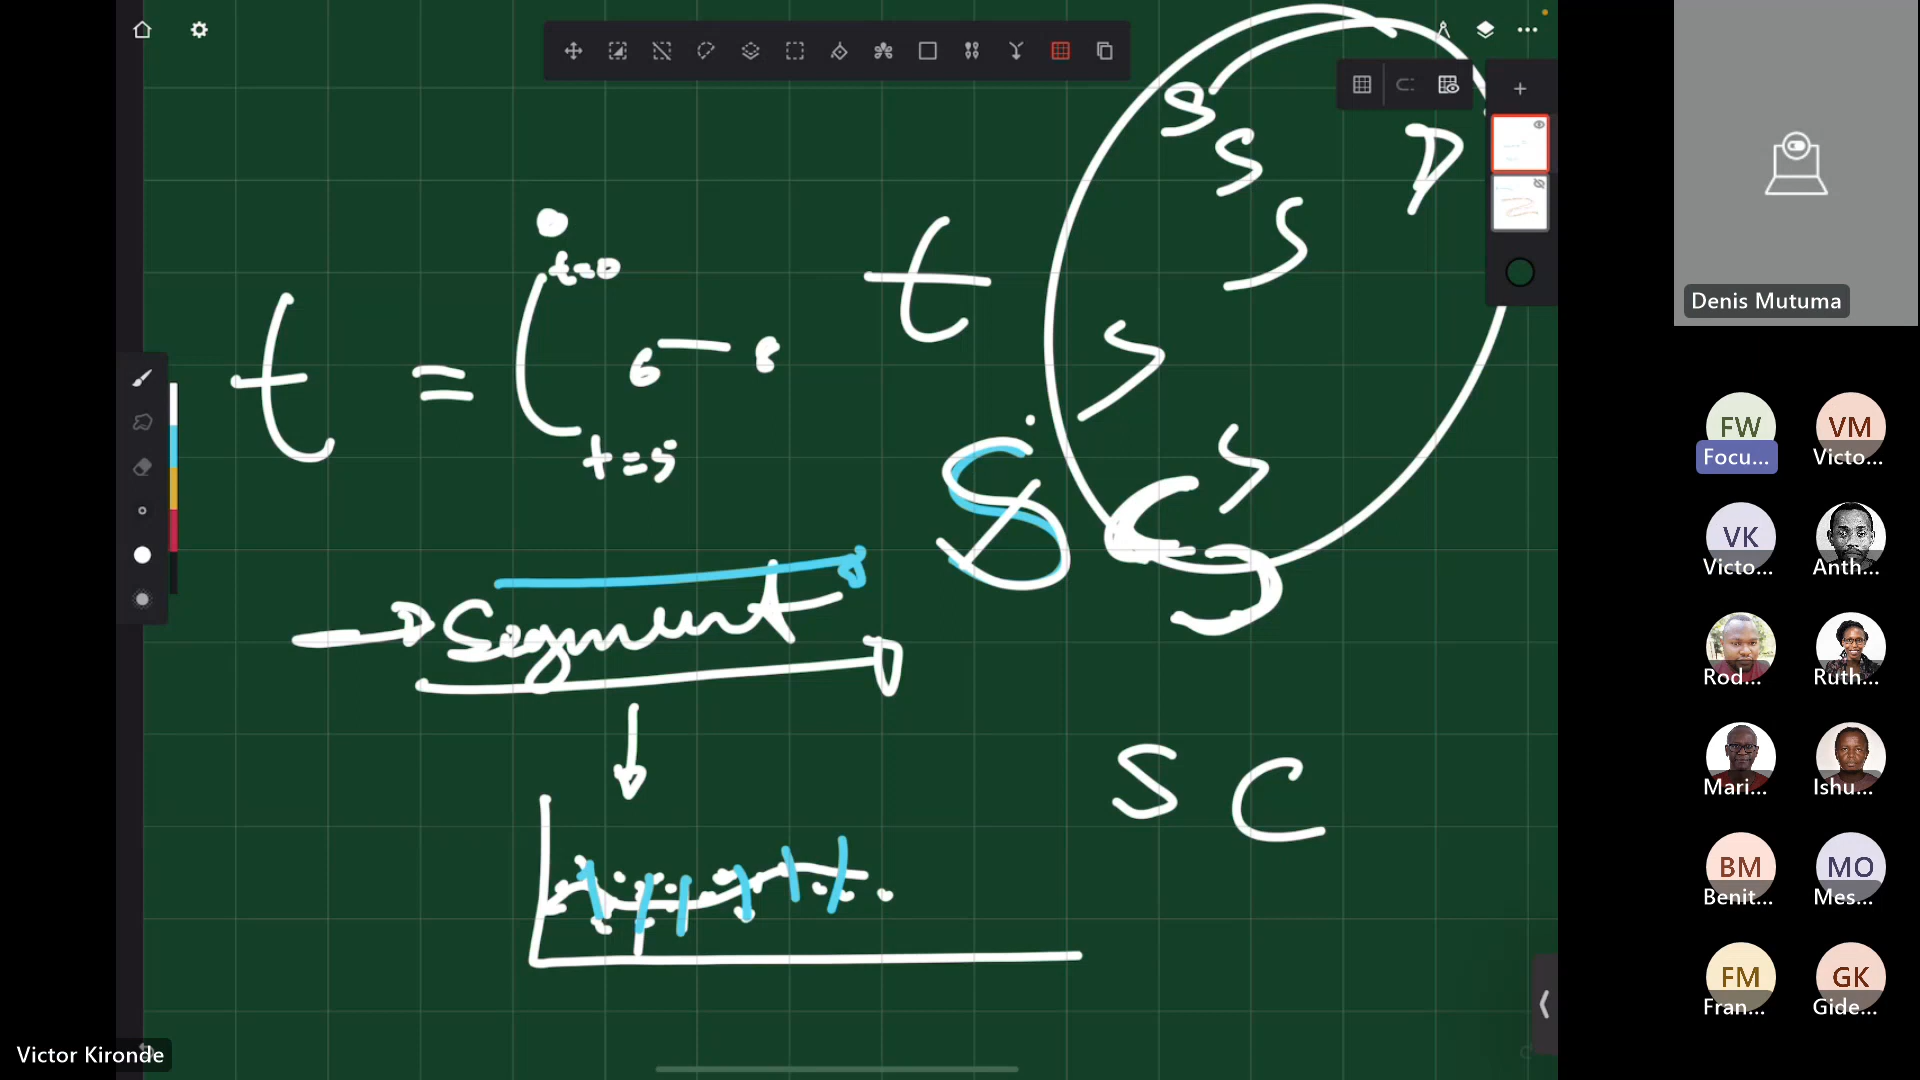 t=0
t = ( 6 - 8
t=5
t
S
S
S
D
S
S
S
C
Segment
S C
Denis Mutuma
FW
VM
Focu...
Victo...
VK
Victo...
Anth...
Rod...
Ruth...
Mari...
Ishu...
BM
MO
Benit...
Mes...
FM
GK
Fran...
Gide...
Victor Kironde